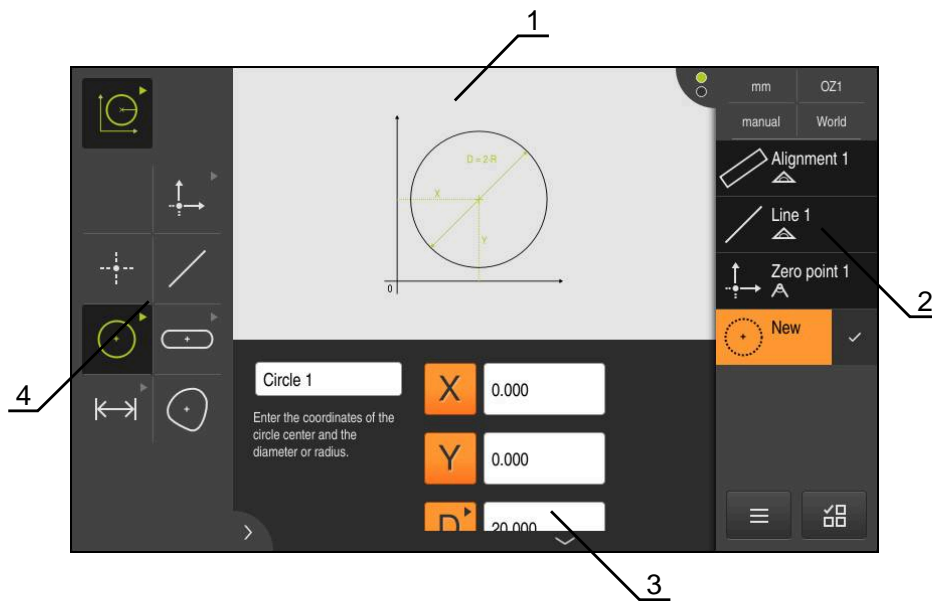 1
mm
OZ1
manual
World
D = 2·R
X
Y
0
Alignment 1
Line 1
Zero point 1
New
2
4
Circle 1
Enter the coordinates of the
circle center and the
diameter or radius.
X
0.000
Y
0.000
D
20.000
3